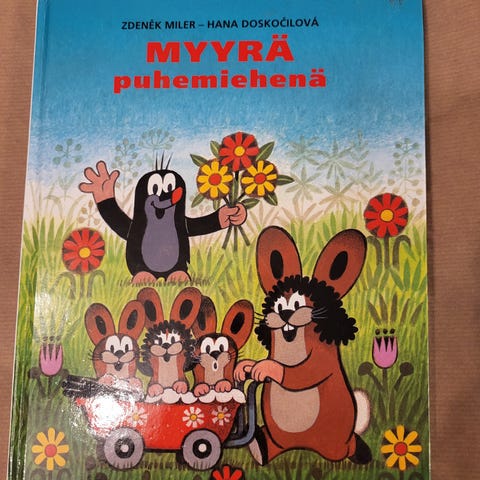 ZDENĚK MILER – HANA DOSKOČILOVÁ
MYYRÄ
puhemiehenä